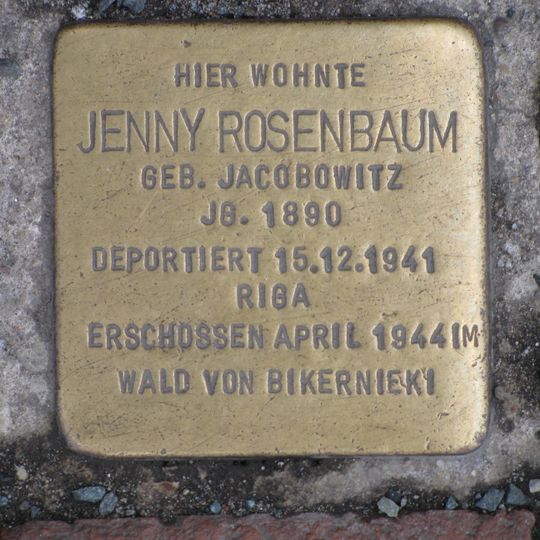 HIER WOHNTE
JENNY ROSENBAUM
GEB. JACOBOWITZ
JG. 1890
DEPORTIERT 15.12.1941
RIGA
ERSCHOSSEN APRIL 1944 IM
WALD VON BIKERNIEKI